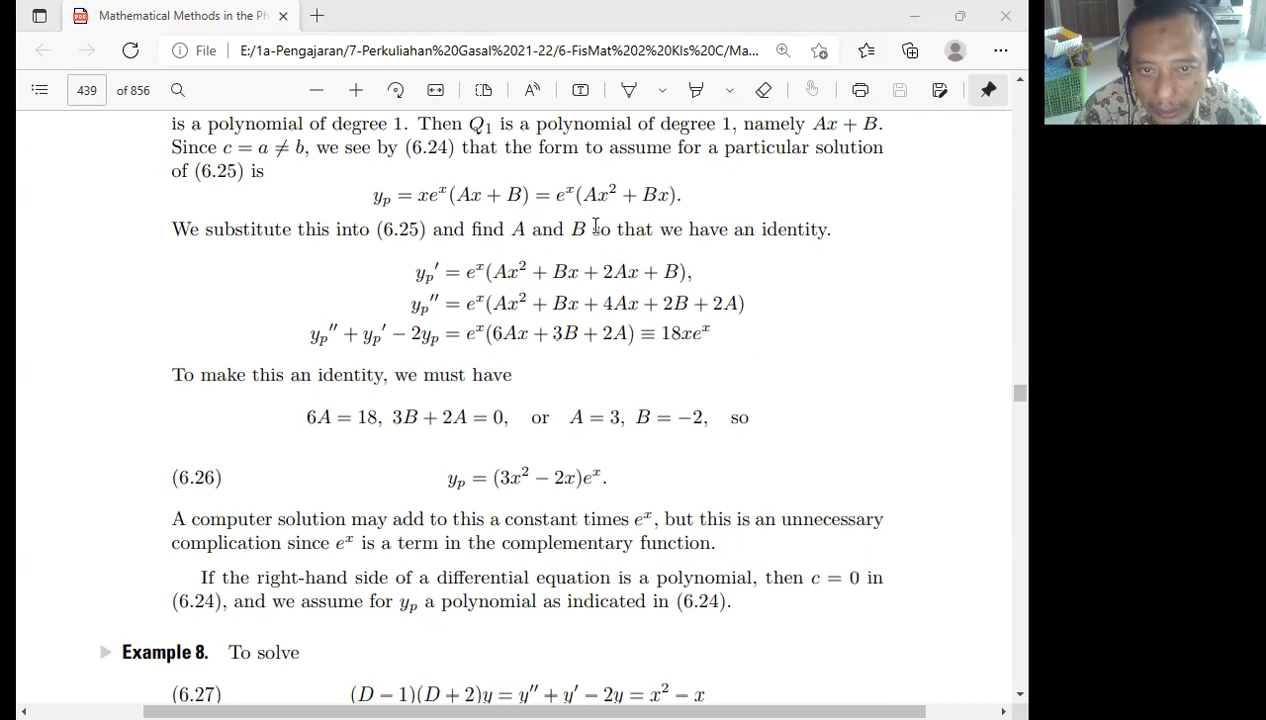 Mathematical Methods in the Ph
File
E:/1a-Pengajaran/7-Perkuliahan%20Gasal%2021-22/6-FisMat%202%20Kls%20C/Ma...
439 of 856
is a polynomial of degree 1. Then Q₁ is a polynomial of degree 1, namely Ax + B.
Since c = a ≠ b, we see by (6.24) that the form to assume for a particular solution
of (6.25) is
yₚ = xeˣ(Ax + B) = eˣ(Ax² + Bx).
We substitute this into (6.25) and find A and B so that we have an identity.
yₚ′ = eˣ(Ax² + Bx + 2Ax + B),
yₚ′′ = eˣ(Ax² + Bx + 4Ax + 2B + 2A)
yₚ′′ + yₚ′ − 2yₚ = eˣ(6Ax + 3B + 2A) ≡ 18xeˣ
To make this an identity, we must have
6A = 18, 3B + 2A = 0, or A = 3, B = −2, so
(6.26) yₚ = (3x² − 2x)eˣ.
A computer solution may add to this a constant times eˣ, but this is an unnecessary
complication since eˣ is a term in the complementary function.
If the right-hand side of a differential equation is a polynomial, then c = 0 in
(6.24), and we assume for yₚ a polynomial as indicated in (6.24).
Example 8. To solve
(6.27) (D − 1)(D + 2)y = y′′ + y′ − 2y = x² − x